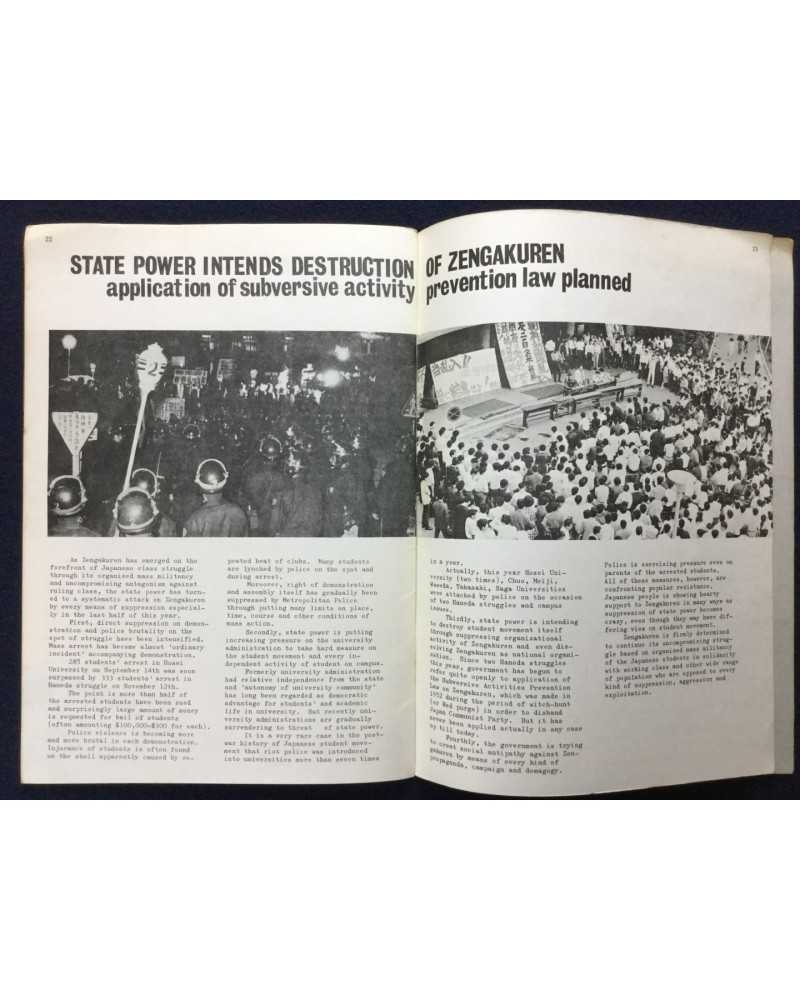 22
23
STATE POWER INTENDS DESTRUCTION OF ZENGAKUREN
application of subversive activity prevention law planned
As Zengakuren has emerged on the
forefront of Japanese class struggle
through its organised mass militancy
and uncompromising antagonism against
ruling class, the state power has turn-
ed to a systematic attack on Zengakuren
by every means of suppression especial-
ly in the last half of this year.
First, direct suppression on demon-
stration and police brutality on the
spot of struggle have been intensified.
Mass arrest has become almost 'ordinary
incident' accompanying demonstration.
285 students' arrest in Hosei
University on September 14th was soon
surpassed by 333 students' arrest in
Haneda struggle on November 12th.
The point is more than half of
the arrested students have been sued
and surprisingly large amount of money
is requested for bail of students
(often amounting $100,000=$300 for each).
Police violence is becoming more
and more brutal in each demonstration.
Injurance of students is often found
on the skull apparently caused by re-
peated beat of clubs. Many students
are lynched by police on the spot and
during arrest.
Moreover, right of demonstration
and assembly itself has gradually been
suppressed by Metropolitan Police
through putting many limits on place,
time, course and other conditions of
mass action.
Secondly, state power is putting
increasing pressure on the university
administration to take hard measure on
the student movement and every in-
dependent activity of student on campus.
Formerly university administration
had relative independence from the state
and 'autonomy of university community'
has long been regarded as democratic
advantage for students' and academic
life in university. But recently uni-
versity administrations are gradually
surrendering to threat of state power.
It is a very rare case in the post-
war history of Japanese student move-
ment that riot police was introduced
into universities more than seven times
in a year.
Actually, this year Hosei Uni-
versity (two times), Chuo, Meiji,
Waseda, Takasaki, Saga Universities
were attacked by police on the occasion
of two Haneda struggles and campus
issues.
Thirdly, state power is intending
to destroy student movement itself
through suppressing organisational
activity of Zengakuren and even dis-
solving Zengakuren as national organi-
sation. Since two Haneda struggles
this year, government has begun to
refer quite openly to application of
the Subversive Activities Prevention
Law on Zengakuren, which was made in
1952 during the period of witch-hunt
(or Red purge) in order to disband
Japan Communist Party. But it has
never been applied actually in any case
up till today.
Fourthly, the government is trying
to creat social antipathy against Zen-
gakuren by means of every kind of
propaganda, campaign and demagogy.
Police is exercising pressure even on
parents of the arrested students.
All of these measures, however, are
confronting popular resistance.
Japanese people is showing hearty
support to Zengakuren in many ways as
suppression of state power becomes
crazy, even though they may have dif-
fering view on student movement.
Zengakuren is firmly determined
to continue its uncompromising strug-
gle based on organised mass militancy
of the Japanese students in solidarity
with working class and other wide range
of population who are opposed to every
kind of suppression, aggression and
exploitation.